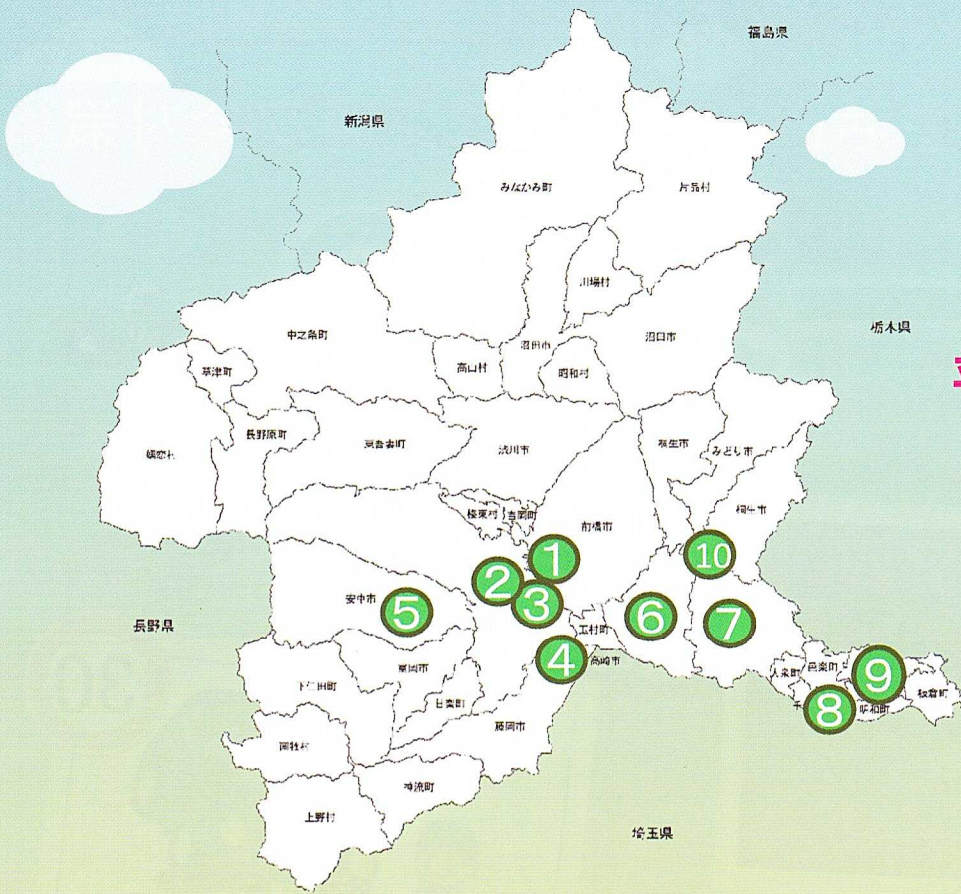 福島県
新潟県
みなかみ町
片品村
川場村
栃木県
中之条町
沼田市
沼田市
高山村
昭和村
草津町
長野原町
東吾妻町
渋川市
桐生市
みどり市
嬬恋村
榛東村
吉岡町
前橋市
桐生市
1
10
2
3
安中市
5
6
7
長野県
玉村町
4
高崎市
富岡市
下仁田町
甘楽町
大泉町
邑楽町
9
板倉町
8
明和町
藤岡市
南牧村
神流町
上野村
埼玉県